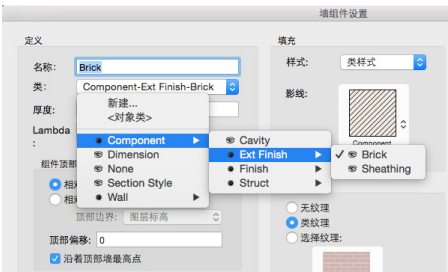 墙组件设置
定义
填充
名称: Brick
样式: 类样式
类: Component-Ext Finish-Brick
新建...
影线:
厚度:
<对象类>
Lambda
:
Component
Cavity
Component
Dimension
Ext Finish
Brick
组件顶部
None
Finish
Sheathing
相
Section Style
Struct
相
Wall
无纹理
顶部边界: 图层标高
类纹理
顶部偏移: 0
选择纹理:
沿着顶部墙最高点